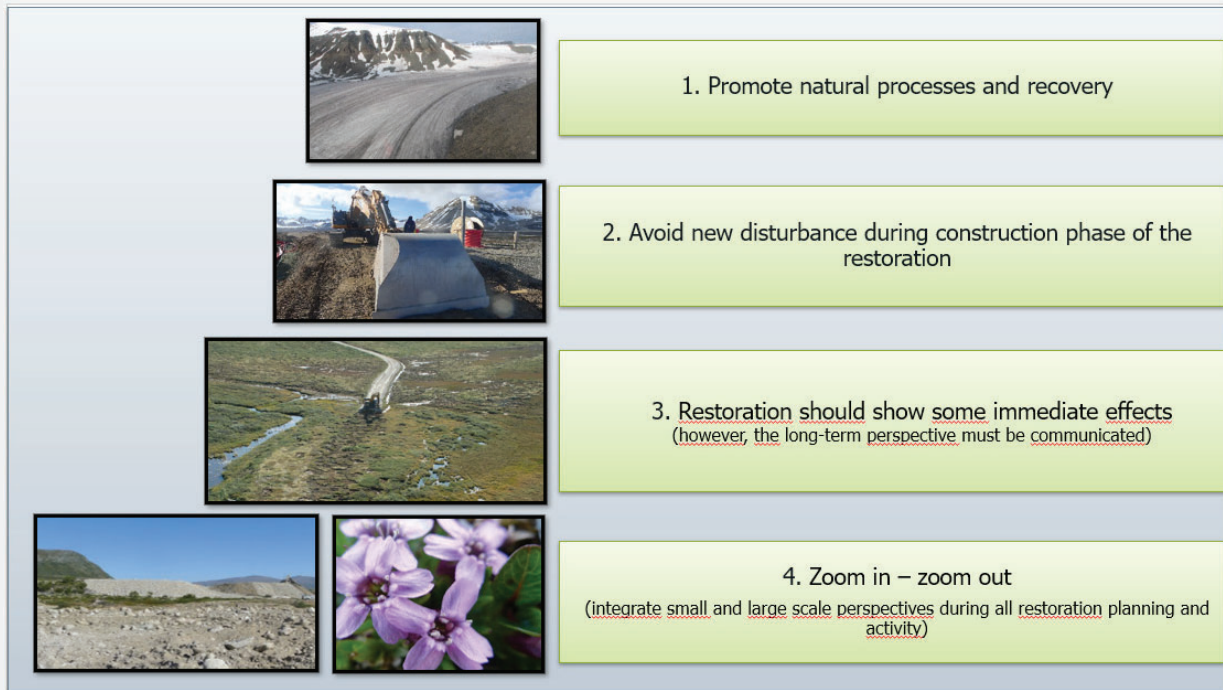 1. Promote natural processes and recovery
2. Avoid new disturbance during construction phase of the
restoration
3. Restoration should show some immediate effects
(however, the long-term perspective must be communicated)
4. Zoom in – zoom out
(integrate small and large scale perspectives during all restoration planning and
activity)